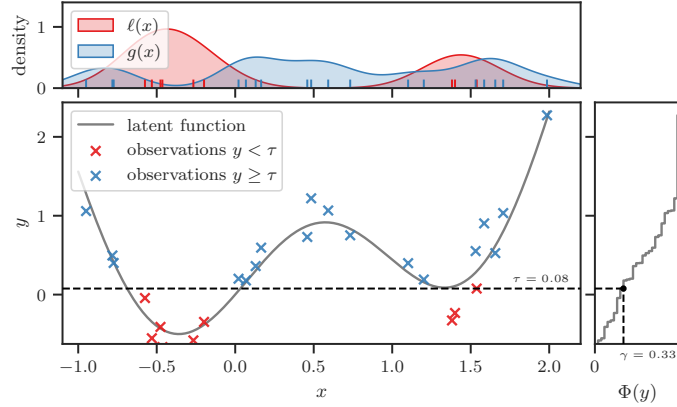 density
1
0
ℓ(x)
g(x)
y
2
1
0
latent function
observations y < τ
observations y ≥ τ
τ = 0.08
−1.0 −0.5 0.0 0.5 1.0 1.5 2.0
x
0
γ = 0.33
Φ(y)